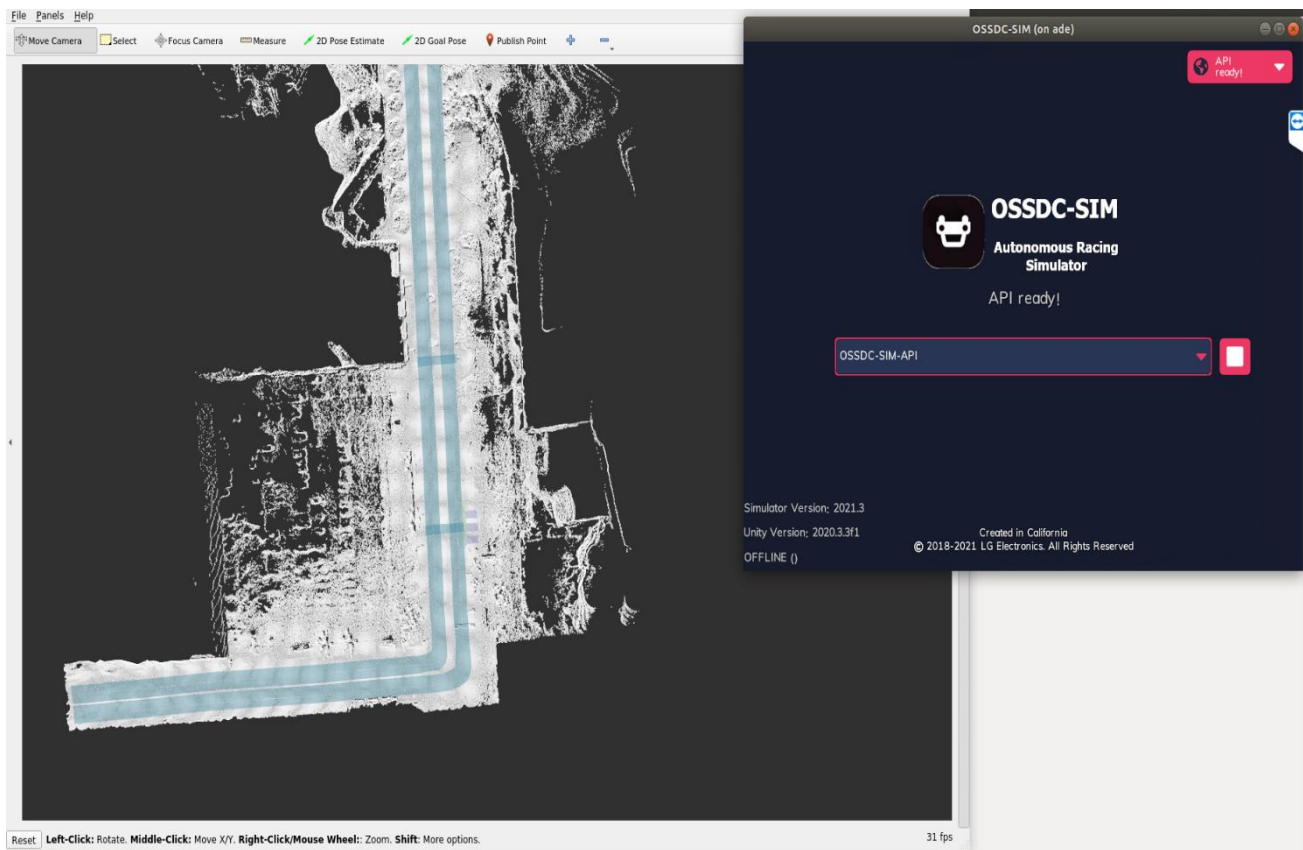 File Panels Help
Move Camera Select Focus Camera Measure 2D Pose Estimate 2D Goal Pose Publish Point
Reset Left-Click: Rotate. Middle-Click: Move X/Y. Right-Click/Mouse Wheel:: Zoom. Shift: More options. 31 fps
OSSDC-SIM (on ade)
API
ready!
OSSDC-SIM
Autonomous Racing
Simulator
API ready!
OSSDC-SIM-API
Simulator Version: 2021.3
Unity Version: 2020.3.3f1
OFFLINE ()
Created in California
© 2018-2021 LG Electronics. All Rights Reserved